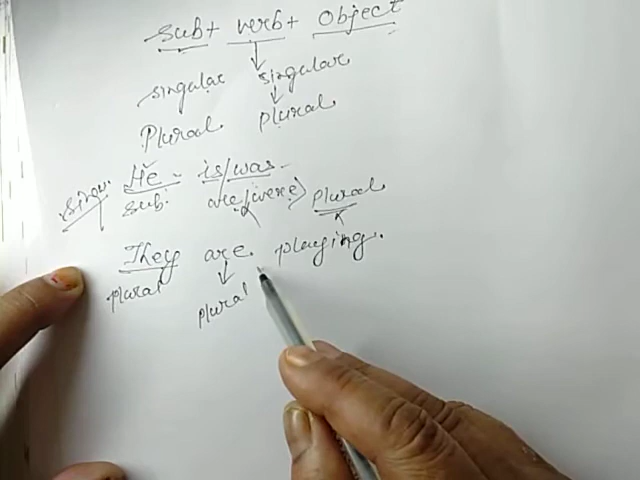 sub+ verb+ object
singular singular
Plural plural
He - is/was -
singu. sub. are/were> plural
They are. playing.
plural plural